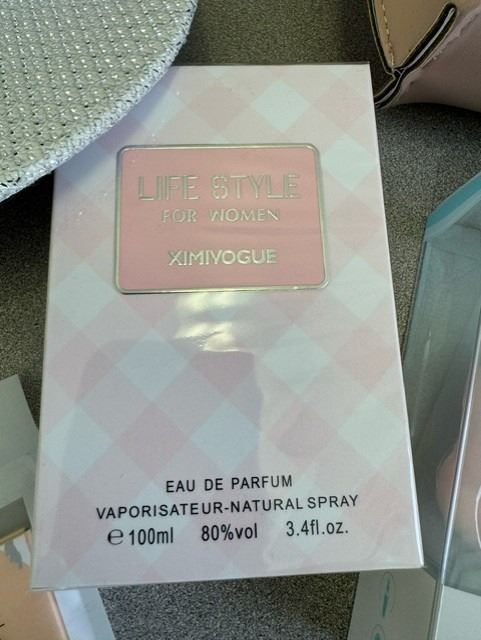 LIFE STYLE
FOR WOMEN
XIMIVOGUE
EAU DE PARFUM
VAPORISATEUR-NATURAL SPRAY
℮ 100ml 80%vol 3.4fl.oz.